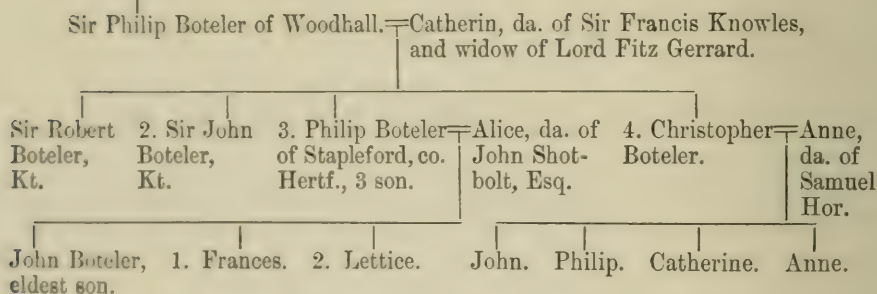 Sir Philip Boteler of Woodhall.=Catherin, da. of Sir Francis Knowles,
and widow of Lord Fitz Gerrard.
Sir Robert Boteler, Kt.
2. Sir John Boteler, Kt.
3. Philip Boteler of Stapleford, co. Hertf., 3 son.=Alice, da. of John Shot-bolt, Esq.
4. Christopher Boteler.=Anne, da. of Samuel Hor.
John Boteler, eldest son.
1. Frances.
2. Lettice.
John. Philip. Catherine. Anne.